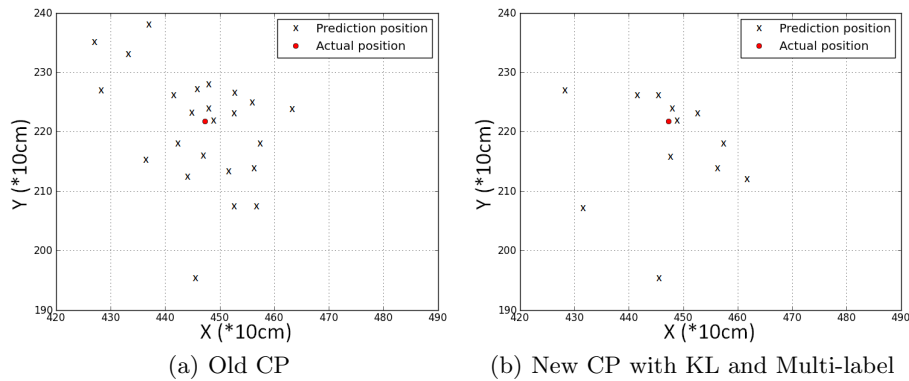 240
x Prediction position
Actual position
230
220
Y (*10cm)
210
200
190
420 430 440 450 460 470 480 490
X (*10cm)
(a) Old CP
240
x Prediction position
Actual position
230
220
Y (*10cm)
210
200
190
420 430 440 450 460 470 480 490
X (*10cm)
(b) New CP with KL and Multi-label